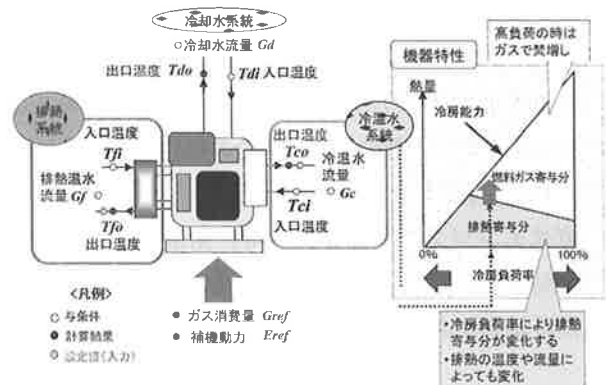 冷却水系統
冷却水流量 Gd
出口温度 Tdo
Tdi 入口温度
排熱
系統
入口温度
Tfi
排熱温水
流量 Gf
Tfo
出口温度
冷温水
系統
出口温度
Tco
冷温水
流量
Gc
Tci
入口温度
<凡例>
与条件
計算結果
設定値(入力)
ガス消費量 Gref
補機動力 Eref
機器特性
高負荷の時は
ガスで焚増し
熱量
冷房能力
燃料ガス寄与分
排熱寄与分
0%
100%
冷房負荷率
・冷房負荷率により排熱
寄与分が変化する
・排熱の温度や流量に
よっても変化